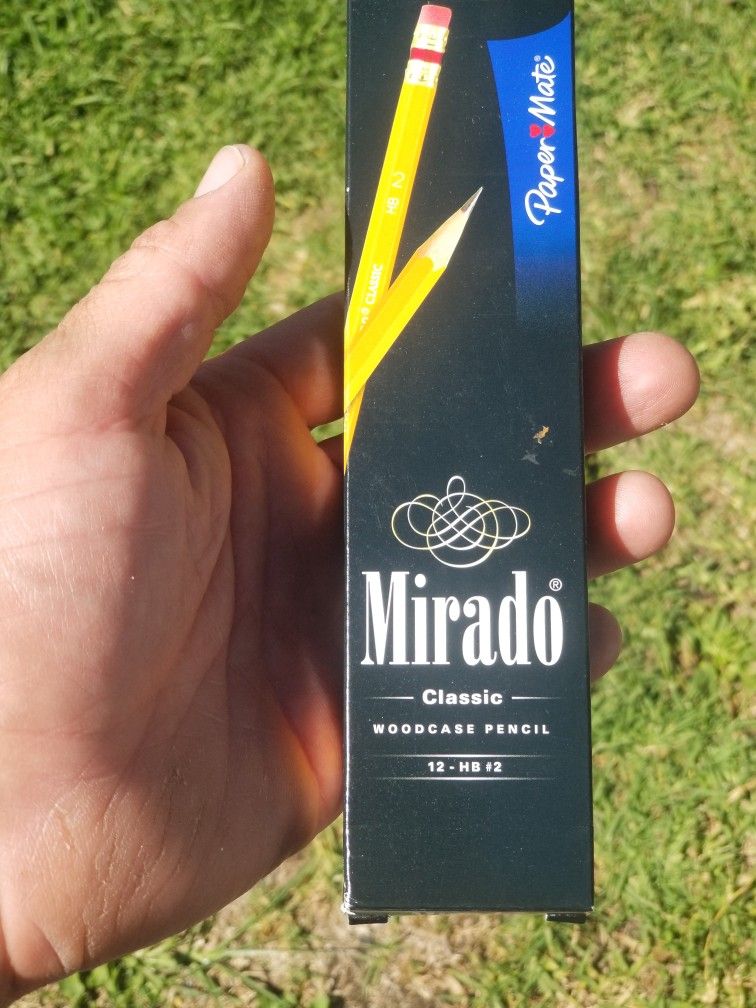 Paper Mate®
HB 2
CLASSIC
Mirado®
Classic
WOODCASE PENCIL
12 - HB #2